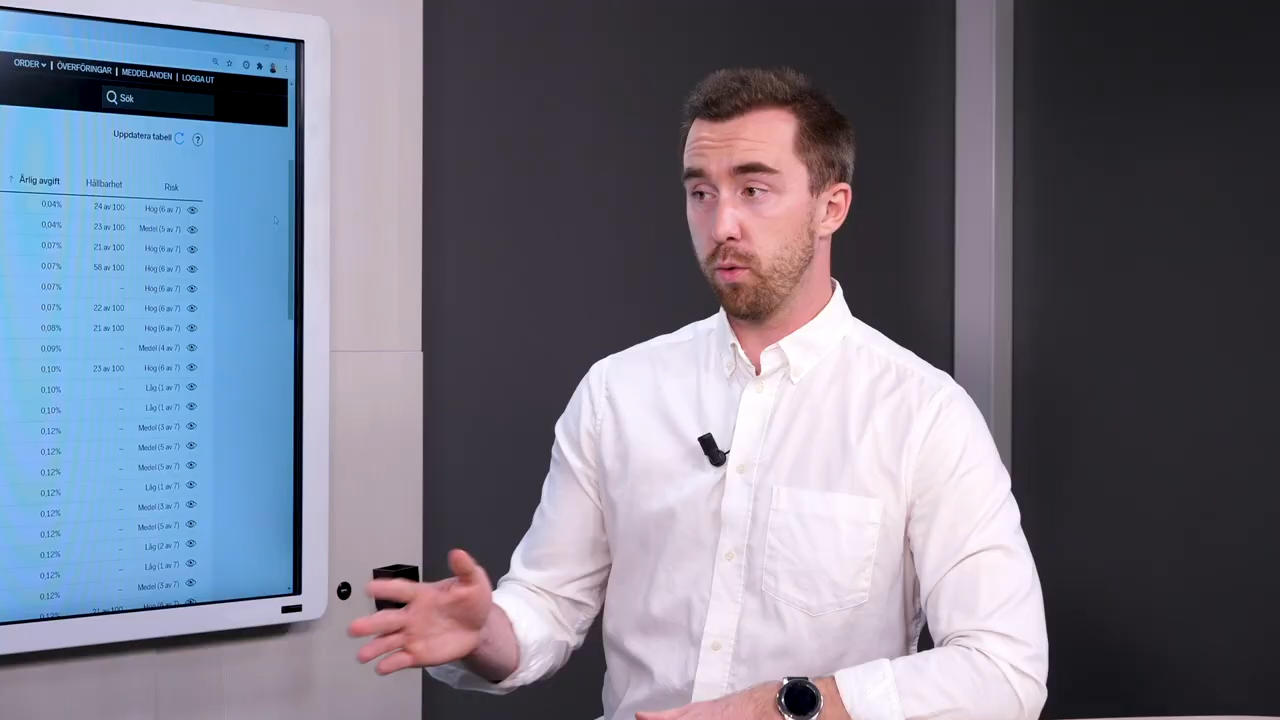 ORDER | ÖVERFÖRINGAR | MEDDELANDEN | LOGGA UT
Sök
Uppdatera tabell ?
↑ Årlig avgift Hållbarhet Risk
0,04% 24 av 100 Hög (6 av 7)
0,04% 23 av 100 Medel (5 av 7)
0,07% 21 av 100 Hög (6 av 7)
0,07% 58 av 100 Hög (6 av 7)
0,07% – Hög (6 av 7)
0,07% 22 av 100 Hög (6 av 7)
0,08% 21 av 100 Hög (6 av 7)
0,09% – Medel (4 av 7)
0,10% 23 av 100 Hög (6 av 7)
0,10% – Låg (1 av 7)
0,10% – Låg (1 av 7)
0,12% – Medel (3 av 7)
0,12% – Medel (5 av 7)
0,12% – Medel (5 av 7)
0,12% – Låg (1 av 7)
0,12% – Medel (3 av 7)
0,12% – Medel (5 av 7)
0,12% – Låg (2 av 7)
0,12% – Låg (1 av 7)
0,12% – Medel (3 av 7)
0,12% 21 av 100 Hög (6 av 7)